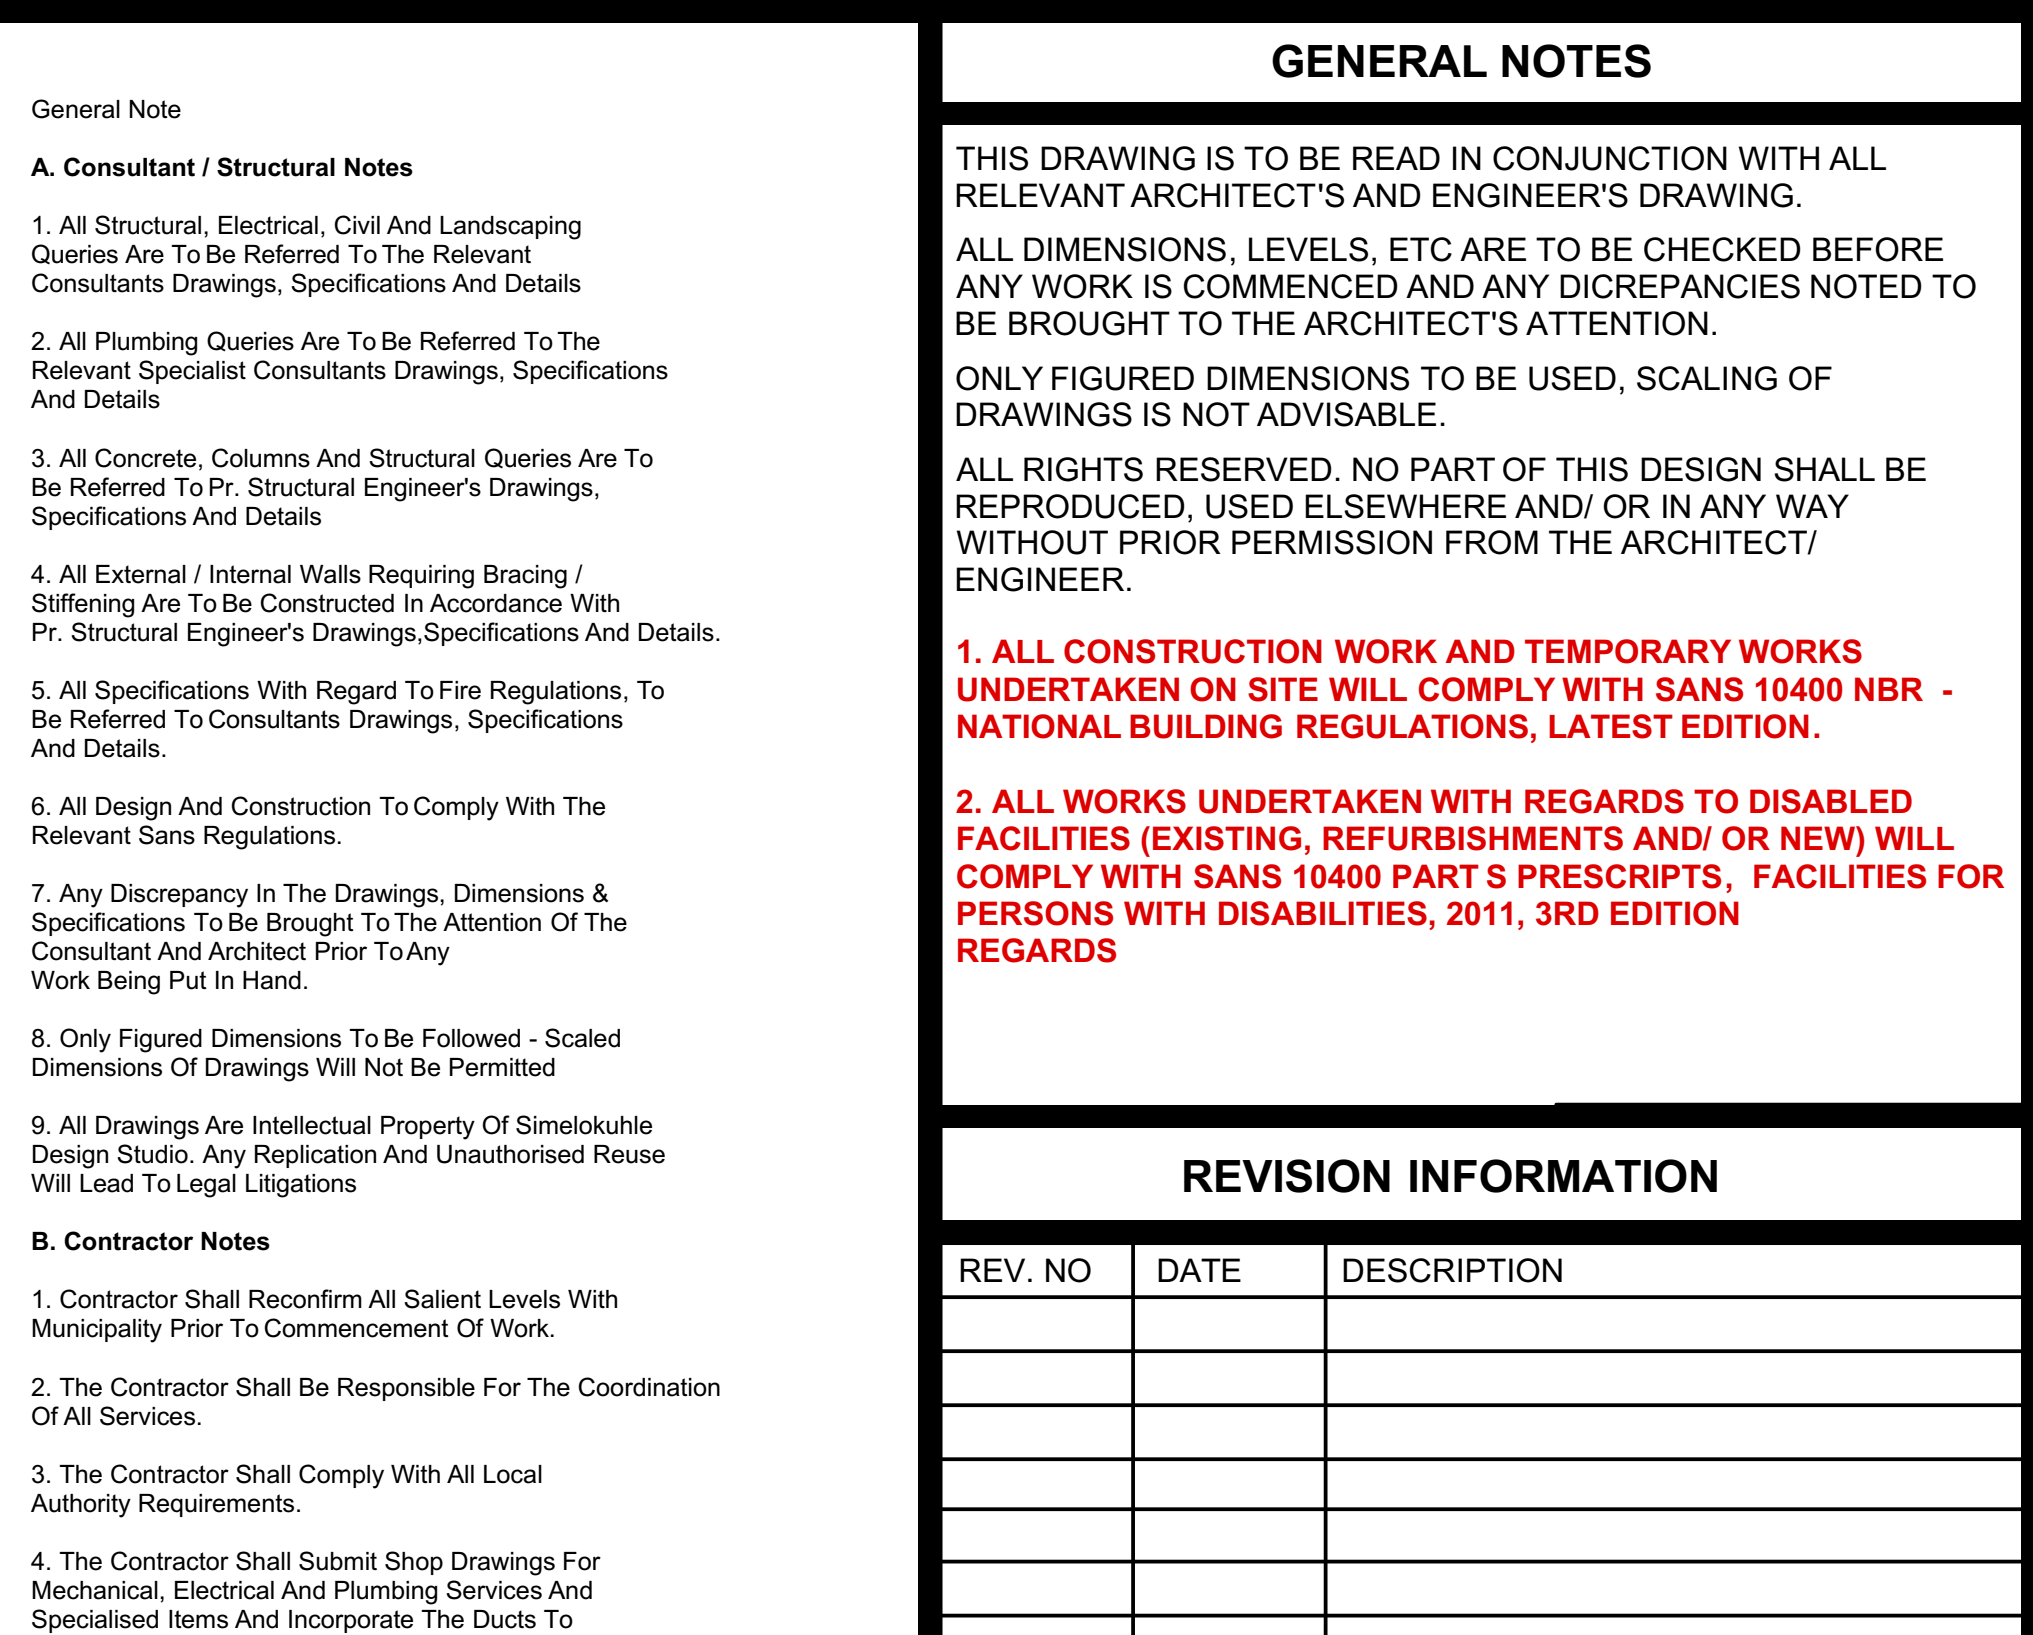 General Note
A. Consultant / Structural Notes
1. All Structural, Electrical, Civil And Landscaping
Queries Are To Be Referred To The Relevant
Consultants Drawings, Specifications And Details
2. All Plumbing Queries Are To Be Referred To The
Relevant Specialist Consultants Drawings, Specifications
And Details
3. All Concrete, Columns And Structural Queries Are To
Be Referred To Pr. Structural Engineer's Drawings,
Specifications And Details
4. All External / Internal Walls Requiring Bracing /
Stiffening Are To Be Constructed In Accordance With
Pr. Structural Engineer's Drawings,Specifications And Details.
5. All Specifications With Regard To Fire Regulations, To
Be Referred To Consultants Drawings, Specifications
And Details.
6. All Design And Construction To Comply With The
Relevant Sans Regulations.
7. Any Discrepancy In The Drawings, Dimensions &
Specifications To Be Brought To The Attention Of The
Consultant And Architect Prior To Any
Work Being Put In Hand.
8. Only Figured Dimensions To Be Followed - Scaled
Dimensions Of Drawings Will Not Be Permitted
9. All Drawings Are Intellectual Property Of Simelokuhle
Design Studio. Any Replication And Unauthorised Reuse
Will Lead To Legal Litigations
B. Contractor Notes
1. Contractor Shall Reconfirm All Salient Levels With
Municipality Prior To Commencement Of Work.
2. The Contractor Shall Be Responsible For The Coordination
Of All Services.
3. The Contractor Shall Comply With All Local
Authority Requirements.
4. The Contractor Shall Submit Shop Drawings For
Mechanical, Electrical And Plumbing Services And
Specialised Items And Incorporate The Ducts To
GENERAL NOTES
THIS DRAWING IS TO BE READ IN CONJUNCTION WITH ALL
RELEVANT ARCHITECT'S AND ENGINEER'S DRAWING.
ALL DIMENSIONS, LEVELS, ETC ARE TO BE CHECKED BEFORE
ANY WORK IS COMMENCED AND ANY DICREPANCIES NOTED TO
BE BROUGHT TO THE ARCHITECT'S ATTENTION.
ONLY FIGURED DIMENSIONS TO BE USED, SCALING OF
DRAWINGS IS NOT ADVISABLE.
ALL RIGHTS RESERVED. NO PART OF THIS DESIGN SHALL BE
REPRODUCED, USED ELSEWHERE AND/ OR IN ANY WAY
WITHOUT PRIOR PERMISSION FROM THE ARCHITECT/
ENGINEER.
1. ALL CONSTRUCTION WORK AND TEMPORARY WORKS
UNDERTAKEN ON SITE WILL COMPLY WITH SANS 10400 NBR -
NATIONAL BUILDING REGULATIONS, LATEST EDITION.
2. ALL WORKS UNDERTAKEN WITH REGARDS TO DISABLED
FACILITIES (EXISTING, REFURBISHMENTS AND/ OR NEW) WILL
COMPLY WITH SANS 10400 PART S PRESCRIPTS, FACILITIES FOR
PERSONS WITH DISABILITIES, 2011, 3RD EDITION
REGARDS
REVISION INFORMATION
REV. NO DATE DESCRIPTION